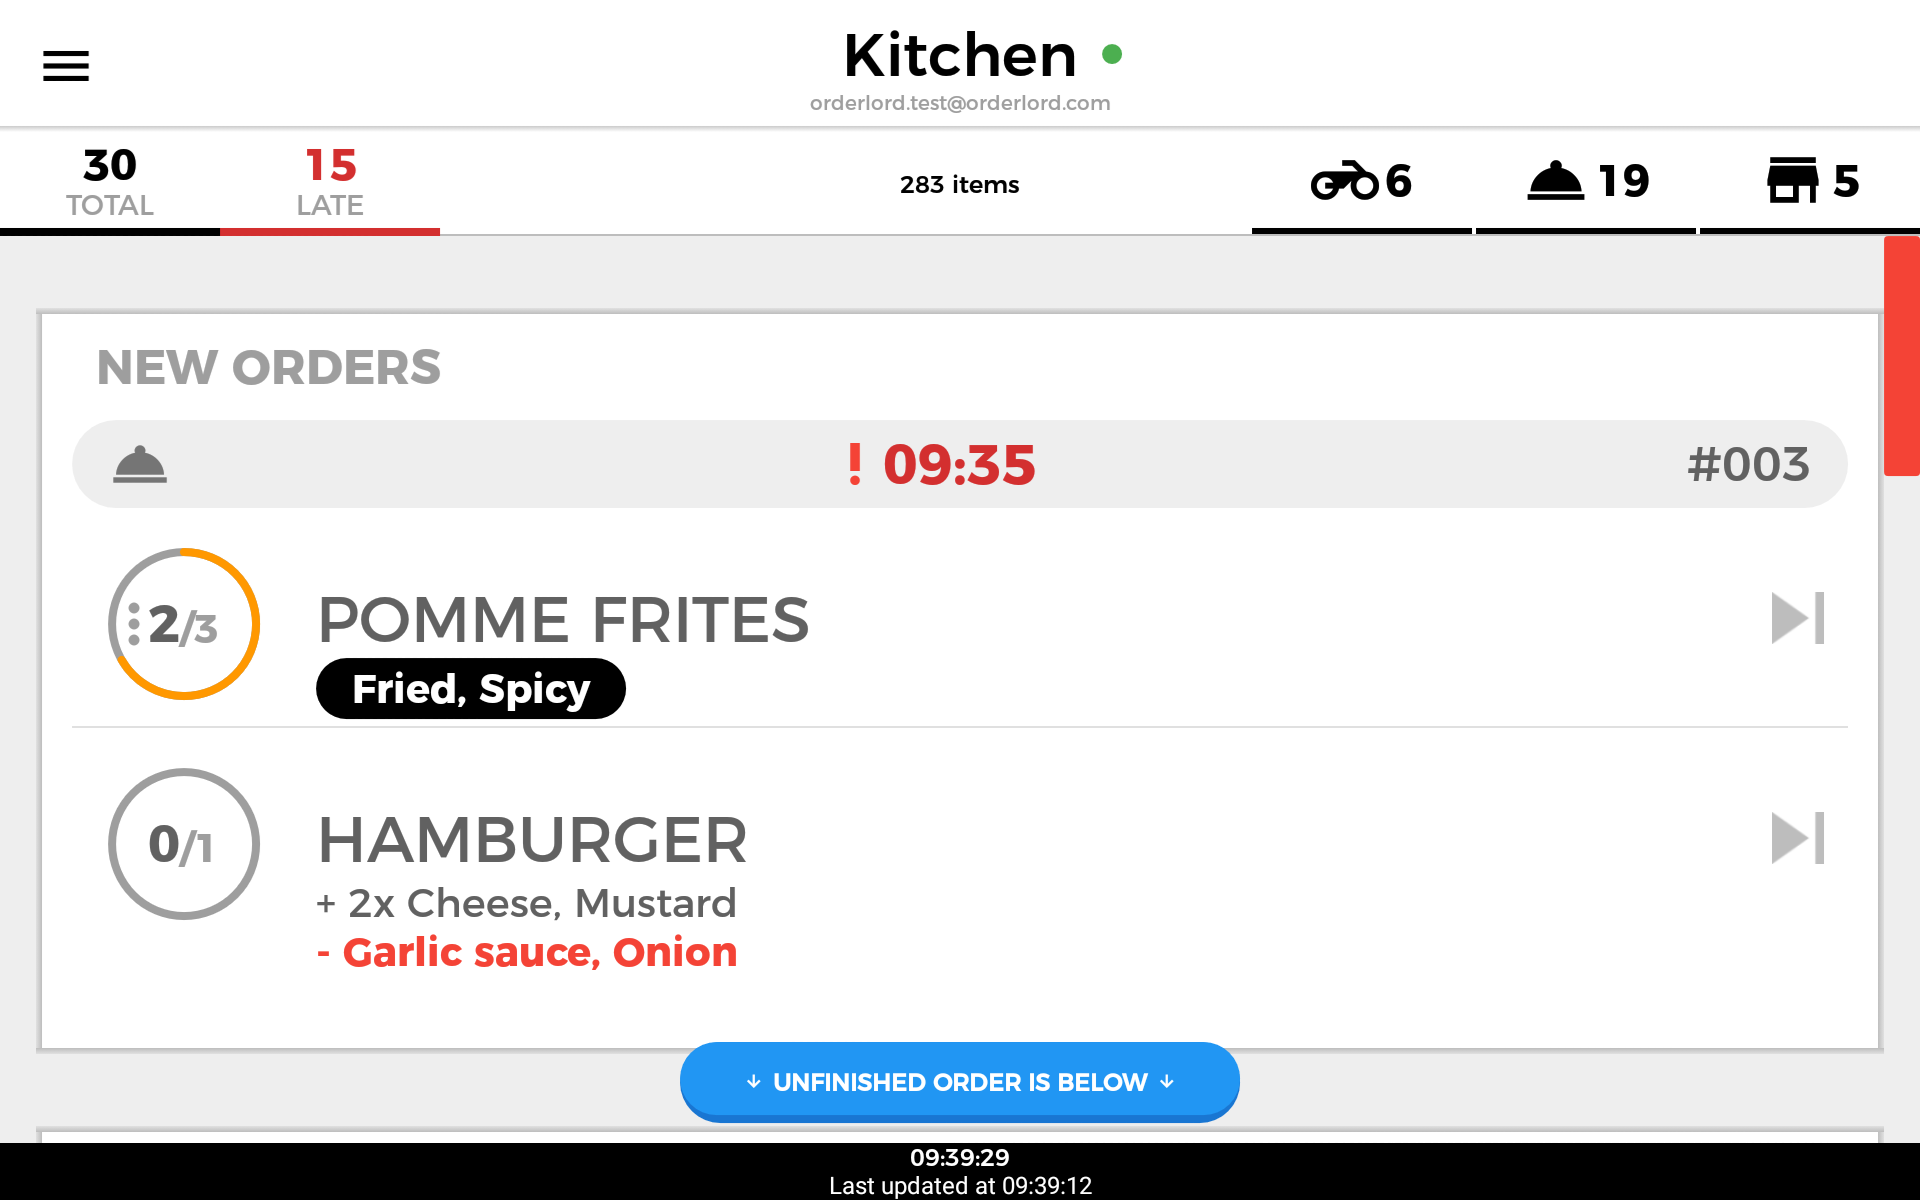 Kitchen
orderlord.test@orderlord.com
30
TOTAL
15
LATE
283 items
6
19
5
NEW ORDERS
! 09:35
#003
2/3
POMME FRITES
Fried, Spicy
0/1
HAMBURGER
+ 2x Cheese, Mustard
- Garlic sauce, Onion
↓ UNFINISHED ORDER IS BELOW ↓
09:39:29
Last updated at 09:39:12